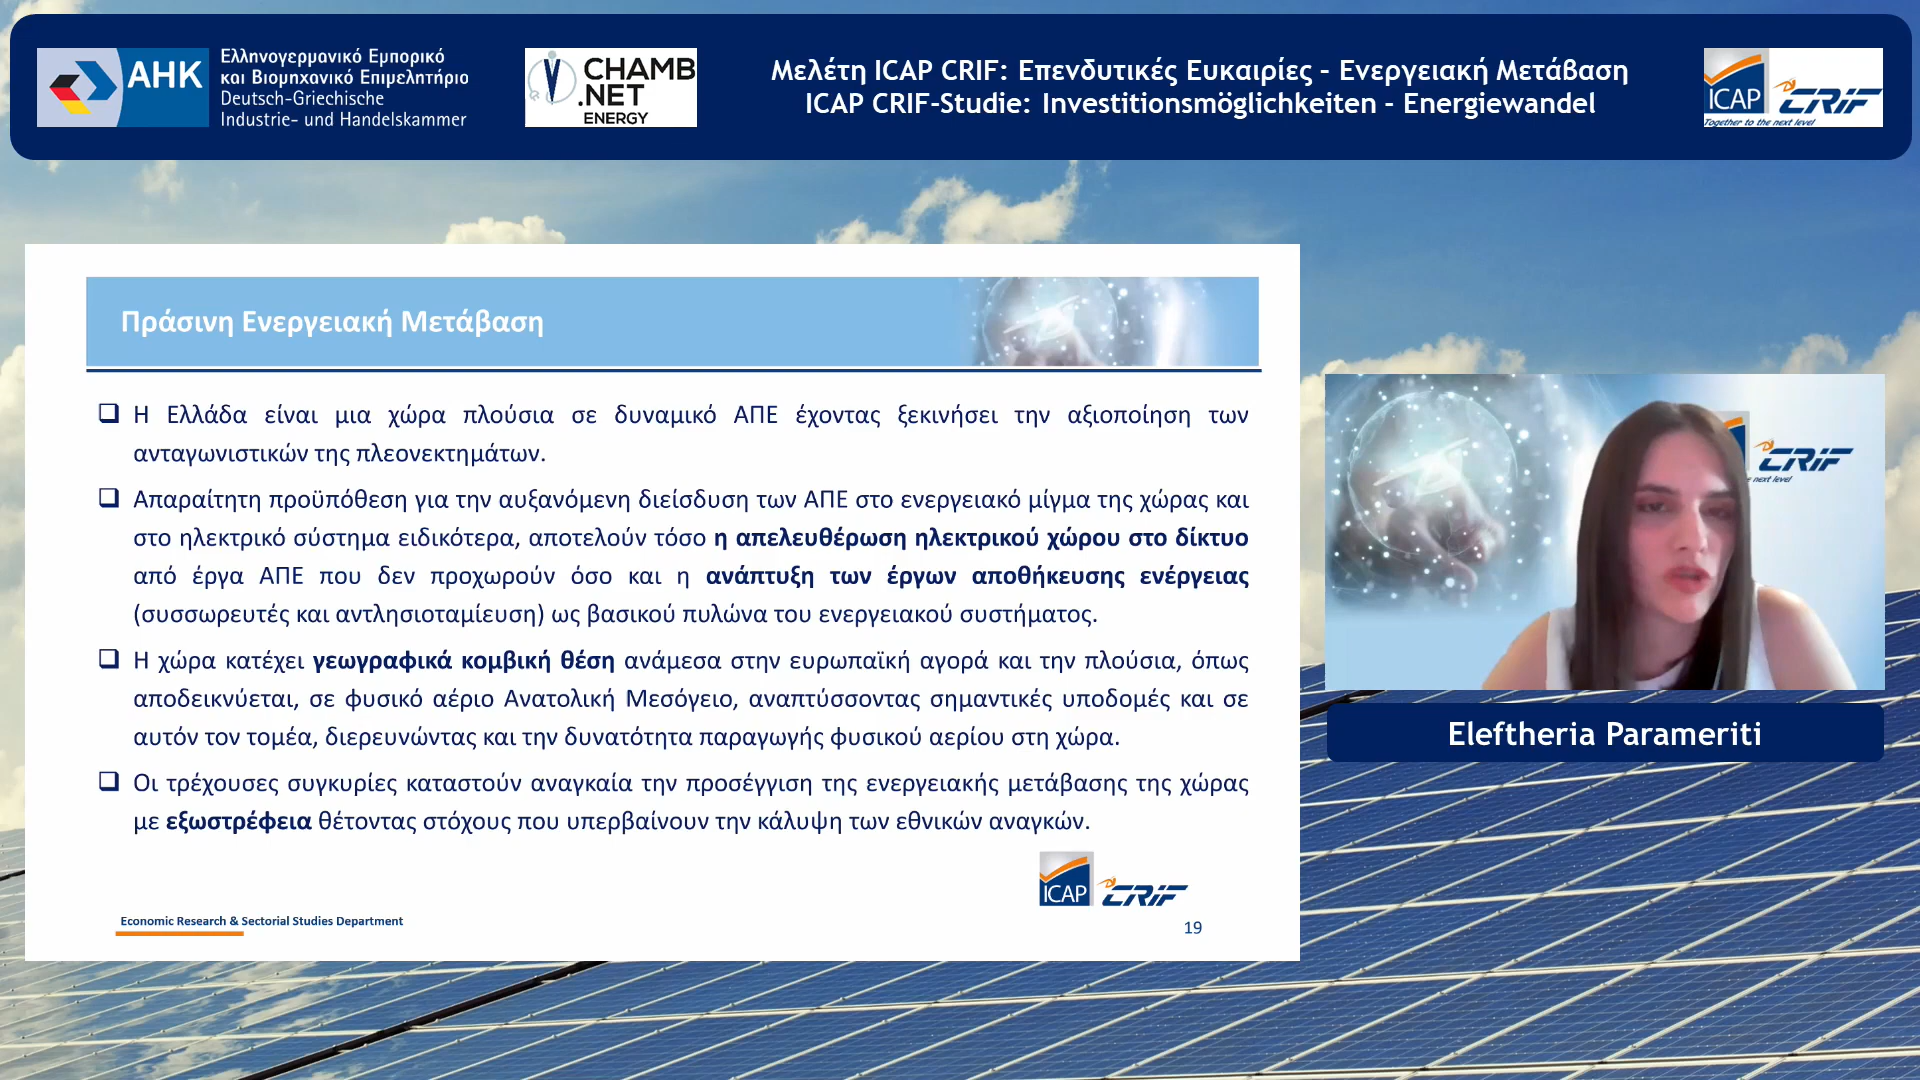 AHK
Ελληνογερμανικό Εμπορικό
και Βιομηχανικό Επιμελητήριο
Deutsch-Griechische
Industrie- und Handelskammer
CHAMB
.NET
ENERGY
Μελέτη ICAP CRIF: Επενδυτικές Ευκαιρίες – Ενεργειακή Μετάβαση
ICAP CRIF-Studie: Investitionsmöglichkeiten – Energiewandel
ICAP CRIF
Together to the next level
Πράσινη Ενεργειακή Μετάβαση
Η Ελλάδα είναι μια χώρα πλούσια σε δυναμικό ΑΠΕ έχοντας ξεκινήσει την αξιοποίηση των
ανταγωνιστικών της πλεονεκτημάτων.
Απαραίτητη προϋπόθεση για την αυξανόμενη διείσδυση των ΑΠΕ στο ενεργειακό μίγμα της χώρας και
στο ηλεκτρικό σύστημα ειδικότερα, αποτελούν τόσο η απελευθέρωση ηλεκτρικού χώρου στο δίκτυο
από έργα ΑΠΕ που δεν προχωρούν όσο και η ανάπτυξη των έργων αποθήκευσης ενέργειας
(συσσωρευτές και αντλησιοταμίευση) ως βασικού πυλώνα του ενεργειακού συστήματος.
Η χώρα κατέχει γεωγραφικά κομβική θέση ανάμεσα στην ευρωπαϊκή αγορά και την πλούσια, όπως
αποδεικνύεται, σε φυσικό αέριο Ανατολική Μεσόγειο, αναπτύσσοντας σημαντικές υποδομές και σε
αυτόν τον τομέα, διερευνώντας και την δυνατότητα παραγωγής φυσικού αερίου στη χώρα.
Οι τρέχουσες συγκυρίες καταστούν αναγκαία την προσέγγιση της ενεργειακής μετάβασης της χώρας
με εξωστρέφεια θέτοντας στόχους που υπερβαίνουν την κάλυψη των εθνικών αναγκών.
ICAP CRIF
Economic Research & Sectorial Studies Department
19
CRIF
next level
Eleftheria Parameriti